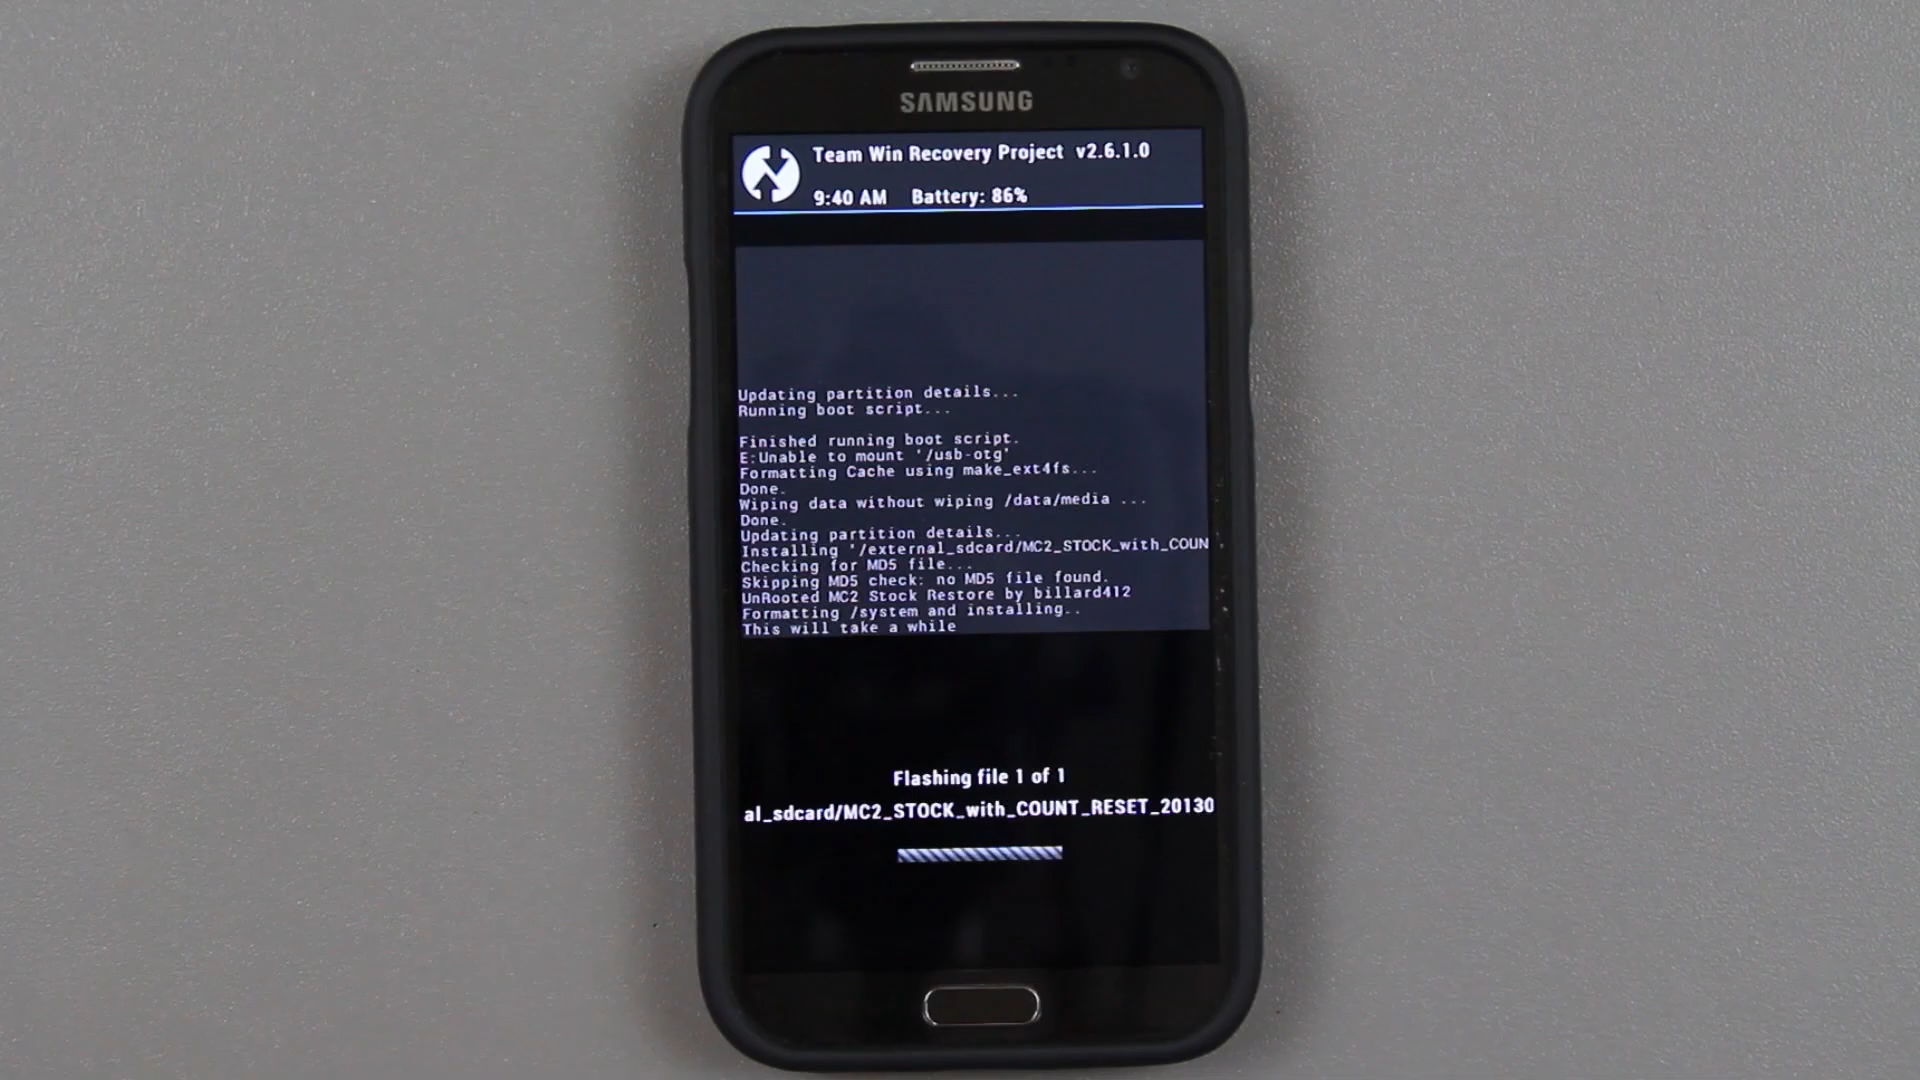 SAMSUNG
Team Win Recovery Project v2.6.1.0
9:40 AM Battery: 86%
Updating partition details...
Running boot script...
Finished running boot script.
E:Unable to mount '/usb-otg'
Formatting Cache using make_ext4fs...
Done.
Wiping data without wiping /data/media ...
Done.
Updating partition details...
Installing '/external_sdcard/MC2_STOCK_with_COUN
Checking for MD5 file...
Skipping MD5 check: no MD5 file found.
UnRooted MC2 Stock Restore by billard412
Formatting /system and installing..
This will take a while
Flashing file 1 of 1
al_sdcard/MC2_STOCK_with_COUNT_RESET_20130